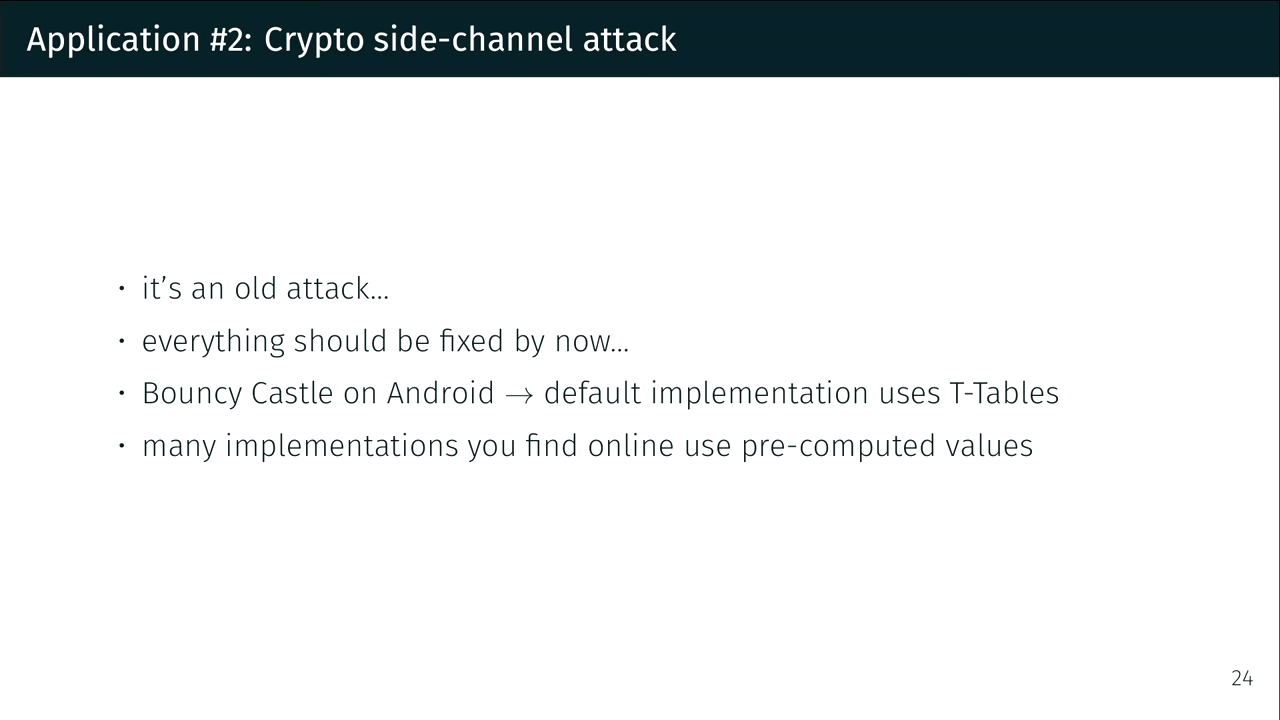 Application #2: Crypto side-channel attack
• it's an old attack...
• everything should be fixed by now...
• Bouncy Castle on Android → default implementation uses T-Tables
• many implementations you find online use pre-computed values
24